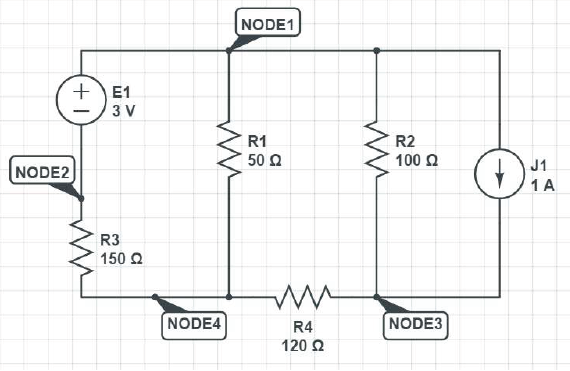 NODE1
+
−
E1
3 V
R1
50 Ω
R2
100 Ω
J1
1 A
NODE2
R3
150 Ω
NODE4
R4
120 Ω
NODE3